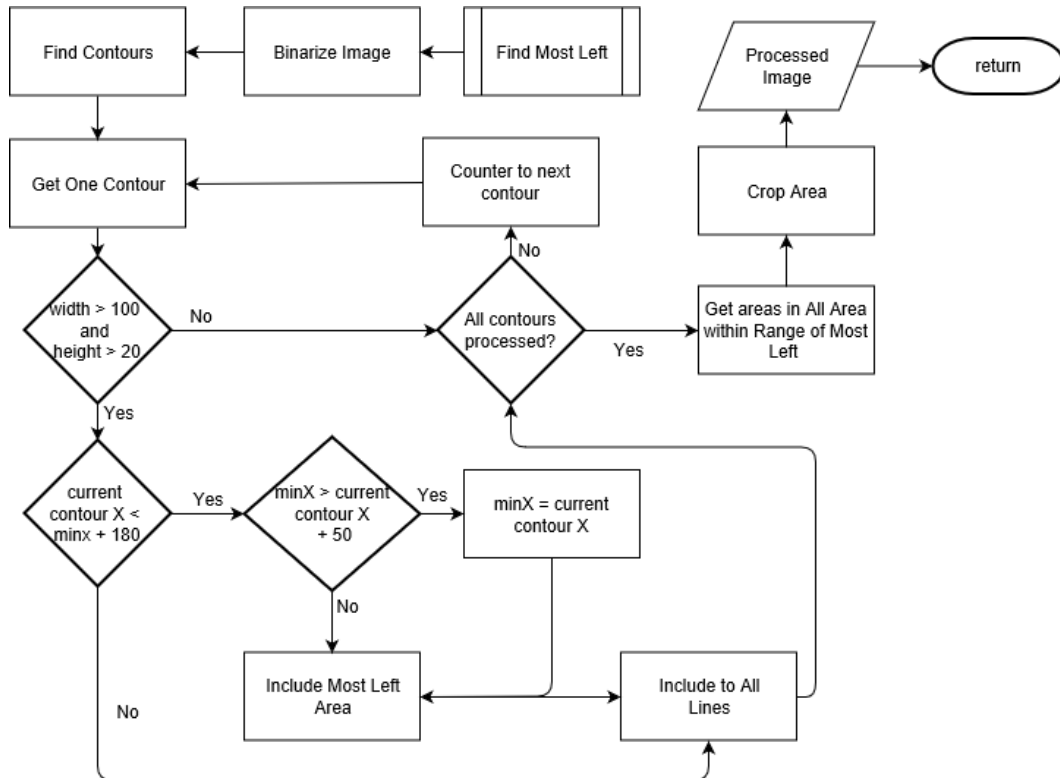 Find Contours
Binarize Image
Find Most Left
Processed
Image
return
Get One Contour
Counter to next
contour
Crop Area
No
width > 100
and
height > 20
No
All contours
processed?
Yes
Get areas in All Area
within Range of Most
Left
Yes
current
contour X <
minx + 180
Yes
minX > current
contour X
+ 50
Yes
minX = current
contour X
No
Include Most Left
Area
Include to All
Lines
No